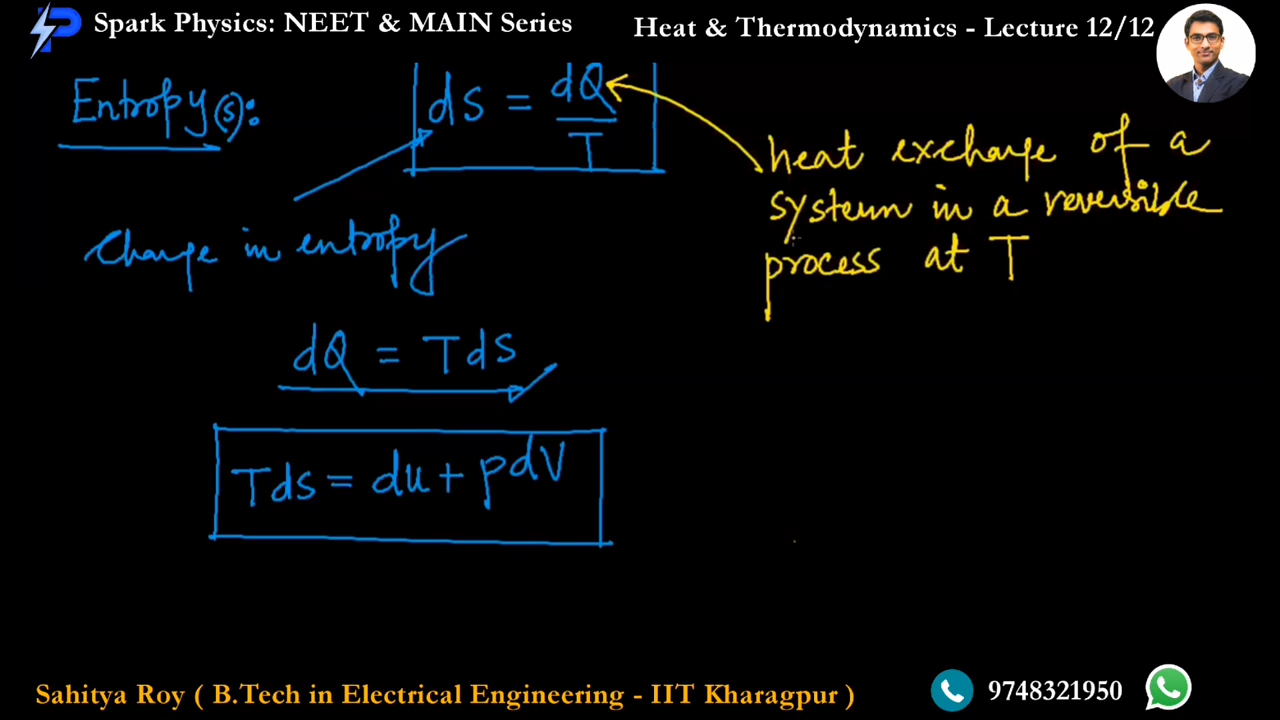 Spark Physics: NEET & MAIN Series
Heat & Thermodynamics - Lecture 12/12
Entropy(s):
ds = dQ/T
heat exchange of a
system in a reversible
process at T
Change in entropy
dQ = Tds
Tds = du + pdV
Sahitya Roy ( B.Tech in Electrical Engineering - IIT Kharagpur )
9748321950